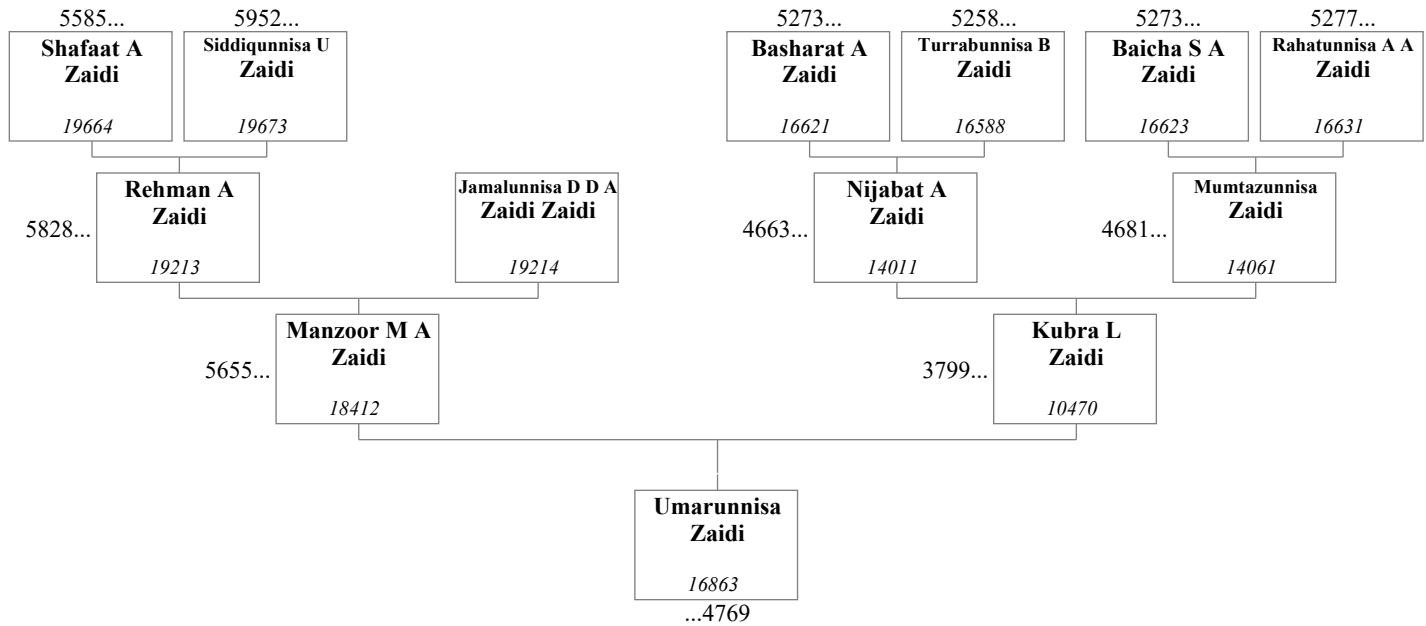 5585...
5952...
5273...
5258...
5273...
5277...
Shafaat A
Zaidi
19664
Siddiqunnisa U
Zaidi
19673
Basharat A
Zaidi
16621
Turrabunnisa B
Zaidi
16588
Baicha S A
Zaidi
16623
Rahatunnisa A A
Zaidi
16631
5828...
Rehman A
Zaidi
19213
Jamalunnisa D D A
Zaidi Zaidi
19214
4663...
Nijabat A
Zaidi
14011
4681...
Mumtazunnisa
Zaidi
14061
5655...
Manzoor M A
Zaidi
18412
3799...
Kubra L
Zaidi
10470
Umarunnisa
Zaidi
16863
...4769